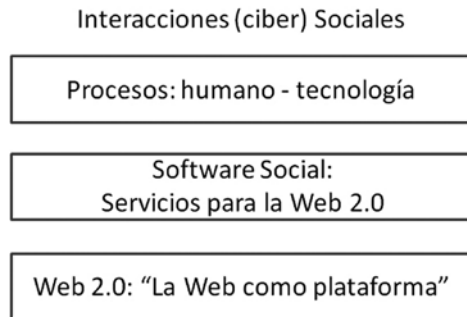 Interacciones (ciber) Sociales
Procesos: humano - tecnología
Software Social:
Servicios para la Web 2.0
Web 2.0: “La Web como plataforma”